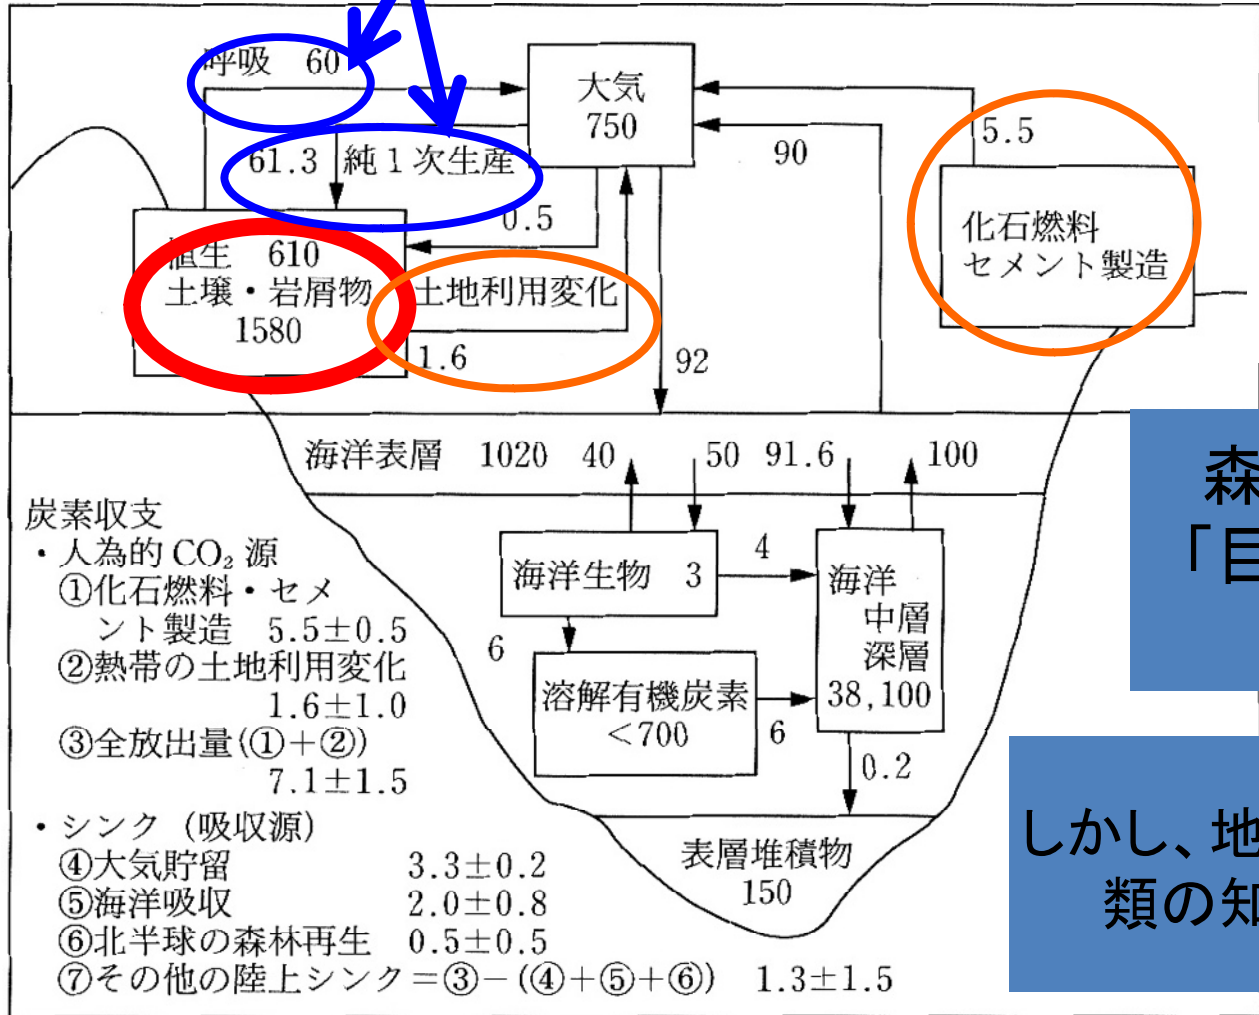 呼吸 60
大気
750
61.3 純1次生産
90
5.5
0.5
植生 610
土壌・岩屑物
1580
土地利用変化
1.6
化石燃料
セメント製造
92
海洋表層 1020 40 50 91.6 100
海洋生物 3
4
海洋
中層
深層
38,100
6
溶解有機炭素
<700
6
0.2
表層堆積物
150
炭素収支
・人為的 CO₂ 源
①化石燃料・セメ
ント製造 5.5±0.5
②熱帯の土地利用変化
1.6±1.0
③全放出量(①+②)
7.1±1.5
・シンク (吸収源)
④大気貯留 3.3±0.2
⑤海洋吸収 2.0±0.8
⑥北半球の森林再生 0.5±0.5
⑦その他の陸上シンク=③−(④+⑤+⑥) 1.3±1.5
森
「目
しかし、地
類の知